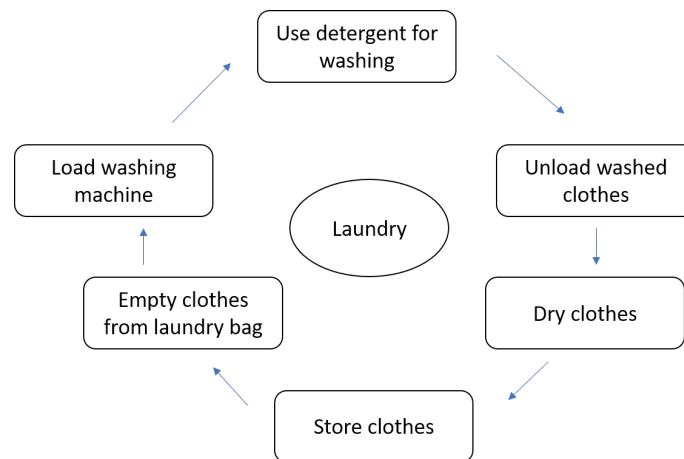 Use detergent for
washing
Load washing
machine
Unload washed
clothes
Laundry
Empty clothes
from laundry bag
Dry clothes
Store clothes